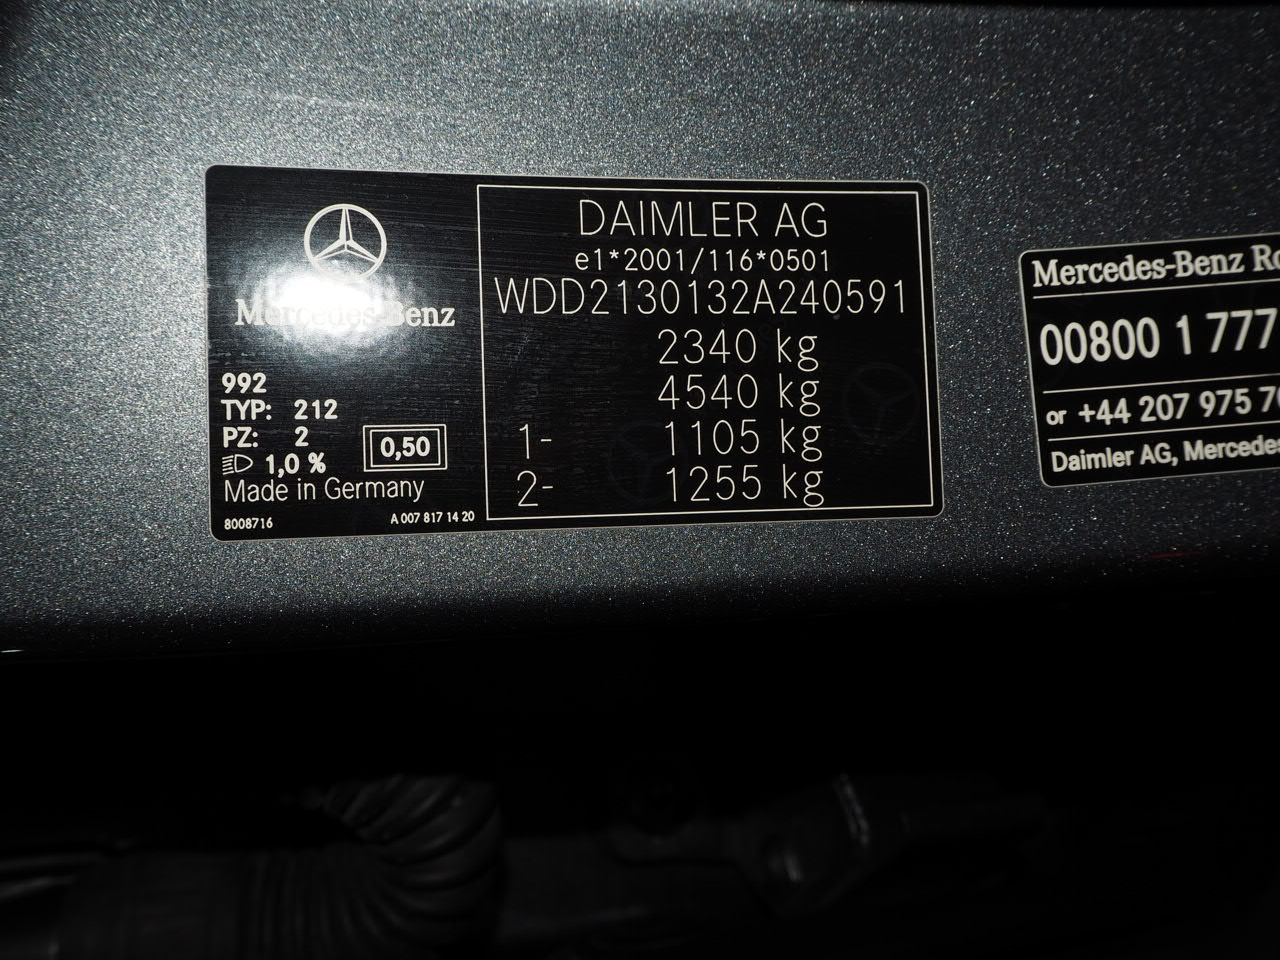 Mercedes-Benz
992
TYP: 212
PZ: 2
1,0 %
0,50
Made in Germany
8008716
A 007 817 14 20
DAIMLER AG
e1*2001/116*0501
WDD2130132A240591
2340 kg
4540 kg
1- 1105 kg
2- 1255 kg
Mercedes-Benz
00800 1 777
or +44 207 975
Daimler AG,